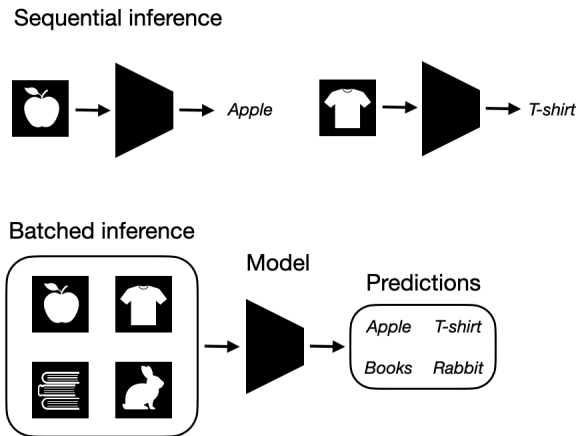 Sequential inference
Apple
T-shirt
Batched inference
Model
Predictions
Apple T-shirt
Books Rabbit